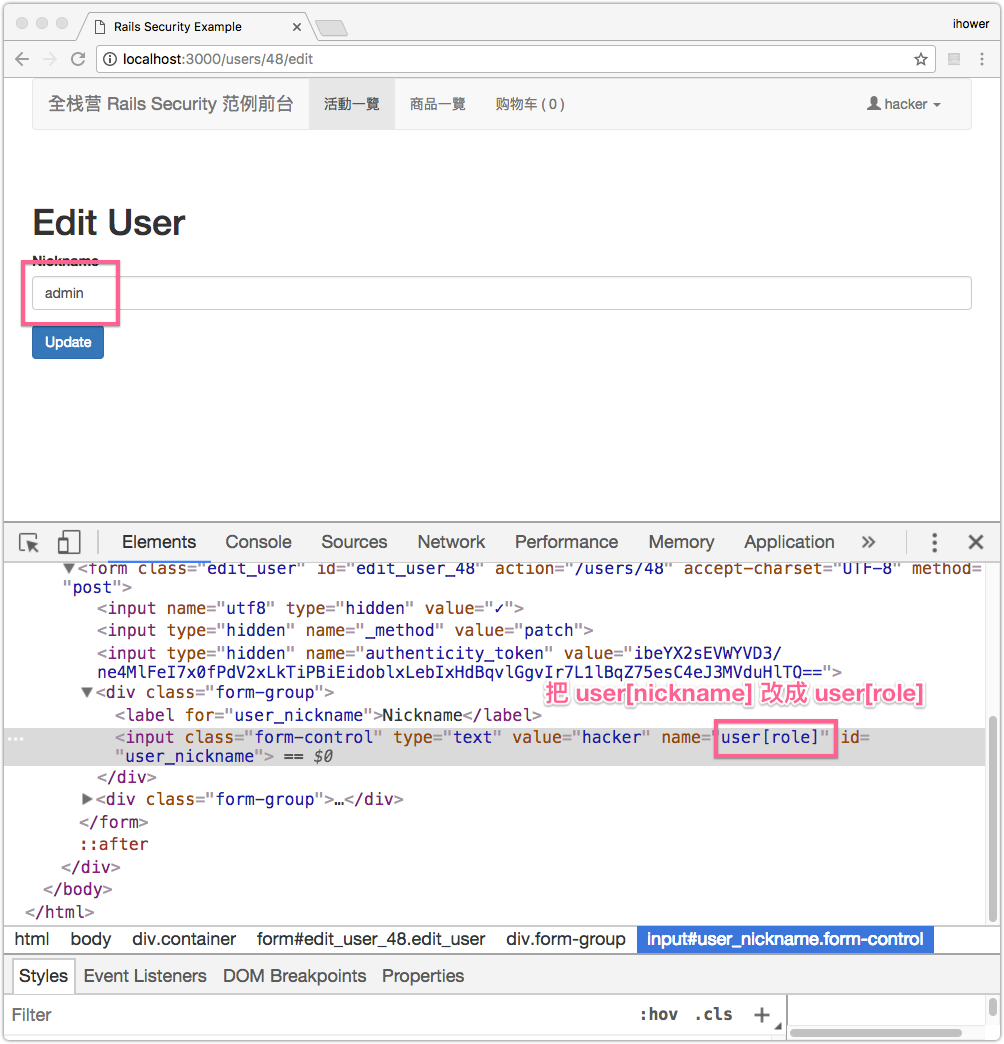 Rails Security Example
ihower
localhost:3000/users/48/edit
全栈营 Rails Security 范例前台 活動一覽 商品一覽 购物车 ( 0 ) hacker
Edit User
Nickname
admin
Update
Elements Console Sources Network Performance Memory Application »
▼<form class="edit_user" id="edit_user_48" action="/users/48" accept-charset="UTF-8" method=
"post">
<input name="utf8" type="hidden" value="✓">
<input type="hidden" name="_method" value="patch">
<input type="hidden" name="authenticity_token" value="ibeYX2sEVWYVD3/
ne4MlFeI7x0fPdV2xLkTiPBiEidoblxLebIxHdBqvlGgvIr7L1lBqZ75esC4eJ3MVduHlTQ==">
▼<div class="form-group">
把 user[nickname] 改成 user[role]
<label for="user_nickname">Nickname</label>
<input class="form-control" type="text" value="hacker" name="user[role]" id=
"user_nickname"> == $0
</div>
▶<div class="form-group">…</div>
</form>
::after
</div>
</body>
</html>
html body div.container form#edit_user_48.edit_user div.form-group input#user_nickname.form-control
Styles Event Listeners DOM Breakpoints Properties
Filter :hov .cls +